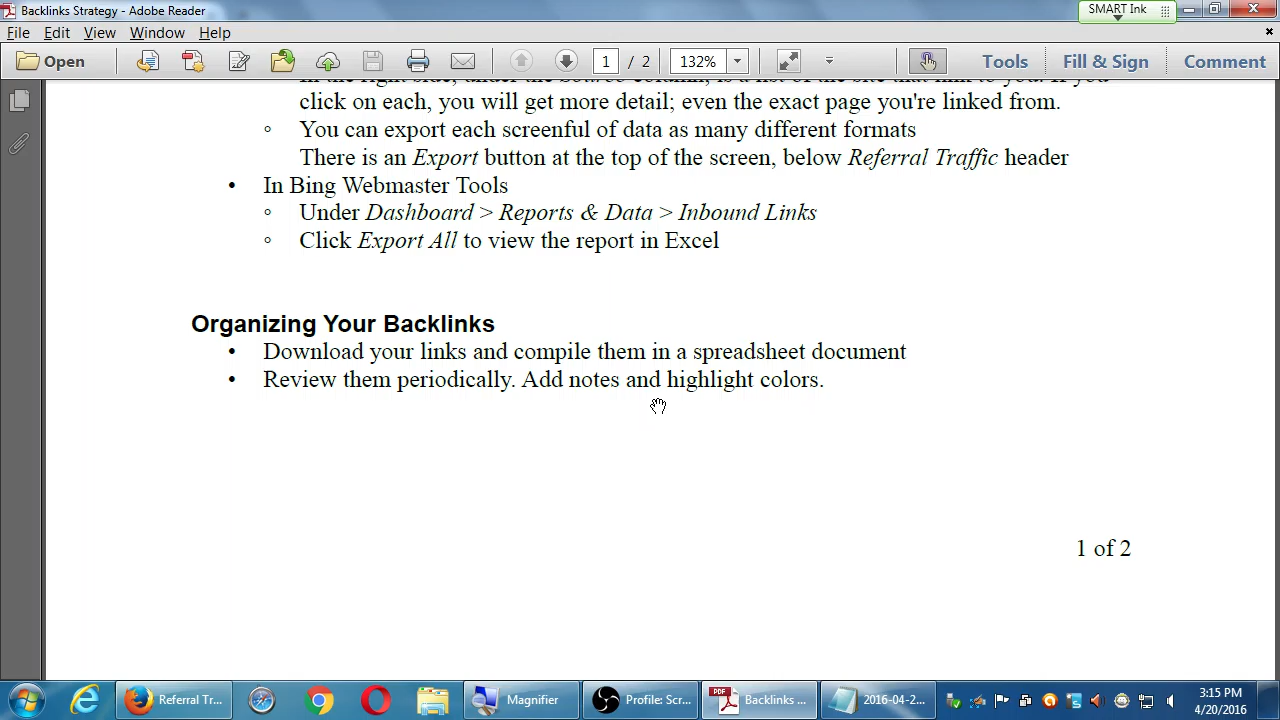 Backlinks Strategy - Adobe Reader
SMART Ink
File Edit View Window Help
Open
1 / 2
132%
Tools
Fill & Sign
Comment
click on each, you will get more detail; even the exact page you're linked from.
◦ You can export each screenful of data as many different formats
There is an Export button at the top of the screen, below Referral Traffic header
• In Bing Webmaster Tools
◦ Under Dashboard > Reports & Data > Inbound Links
◦ Click Export All to view the report in Excel
Organizing Your Backlinks
• Download your links and compile them in a spreadsheet document
• Review them periodically. Add notes and highlight colors.
1 of 2
Referral Tr...
Magnifier
Profile: Scr...
PDF
Backlinks ...
2016-04-2...
3:15 PM
4/20/2016